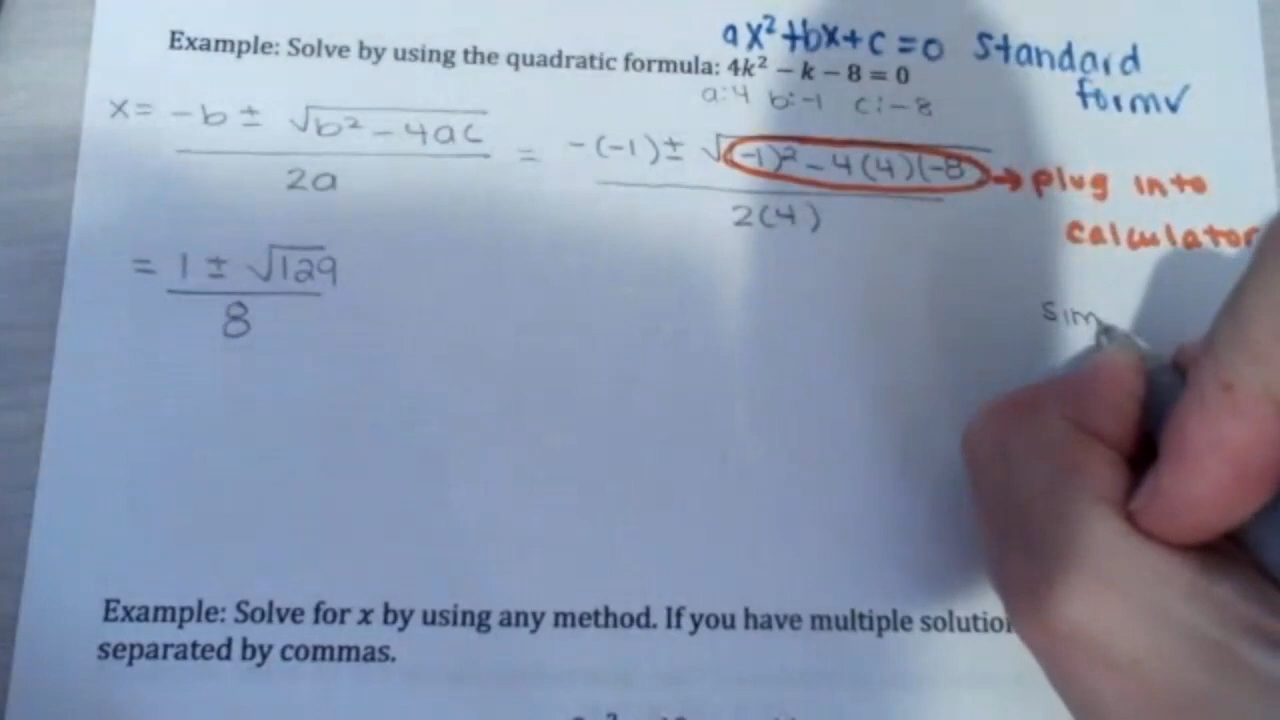 ax² + bx + c = 0 Standard
form✓
Example: Solve by using the quadratic formula: 4k² − k − 8 = 0
a: 4 b: -1 c: -8
x = -b ± √b² - 4ac / 2a = -(-1) ± √(-1)² - 4(4)(-8 / 2(4)
→ plug into
calculator
= 1 ± √129 / 8
sim
Example: Solve for x by using any method. If you have multiple solution
separated by commas.